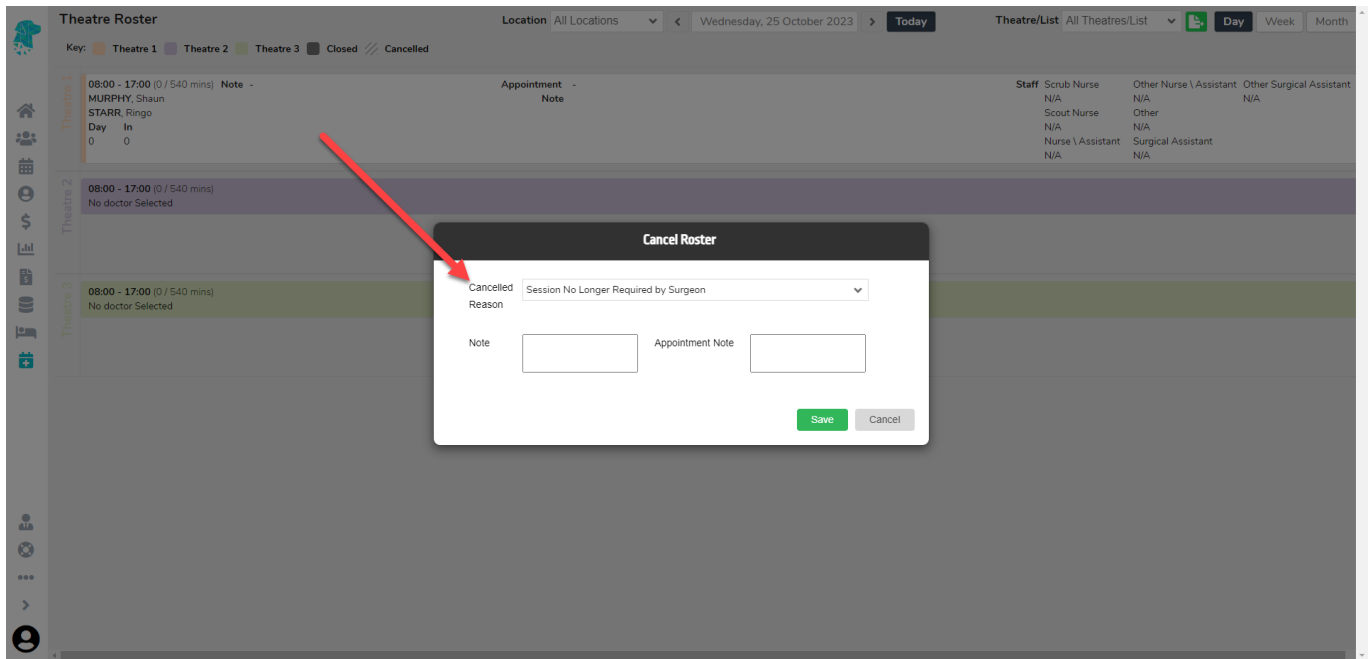 Theatre Roster
Location All Locations Wednesday, 25 October 2023 Today Theatre/List All Theatres/List Day Week Month
Key: Theatre 1 Theatre 2 Theatre 3 Closed Cancelled
Theatre 1
08:00 - 17:00 (0 / 540 mins) Note - Appointment - Staff Scrub Nurse Other Nurse \ Assistant Other Surgical Assistant
MURPHY, Shaun Note N/A N/A N/A
STARR, Ringo Scout Nurse Other
Day In N/A N/A
0 0 Nurse \ Assistant Surgical Assistant
N/A N/A
Theatre 2
08:00 - 17:00 (0 / 540 mins)
No doctor Selected
Theatre 3
08:00 - 17:00 (0 / 540 mins)
No doctor Selected
Cancel Roster
Cancelled Session No Longer Required by Surgeon
Reason
Note Appointment Note
Save Cancel